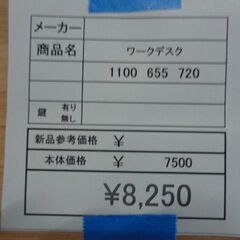 メーカー
商品名 ワークデスク
1100 655 720
鍵 有り 無し
新品参考価格 ¥
本体価格 ¥ 7500
¥8,250